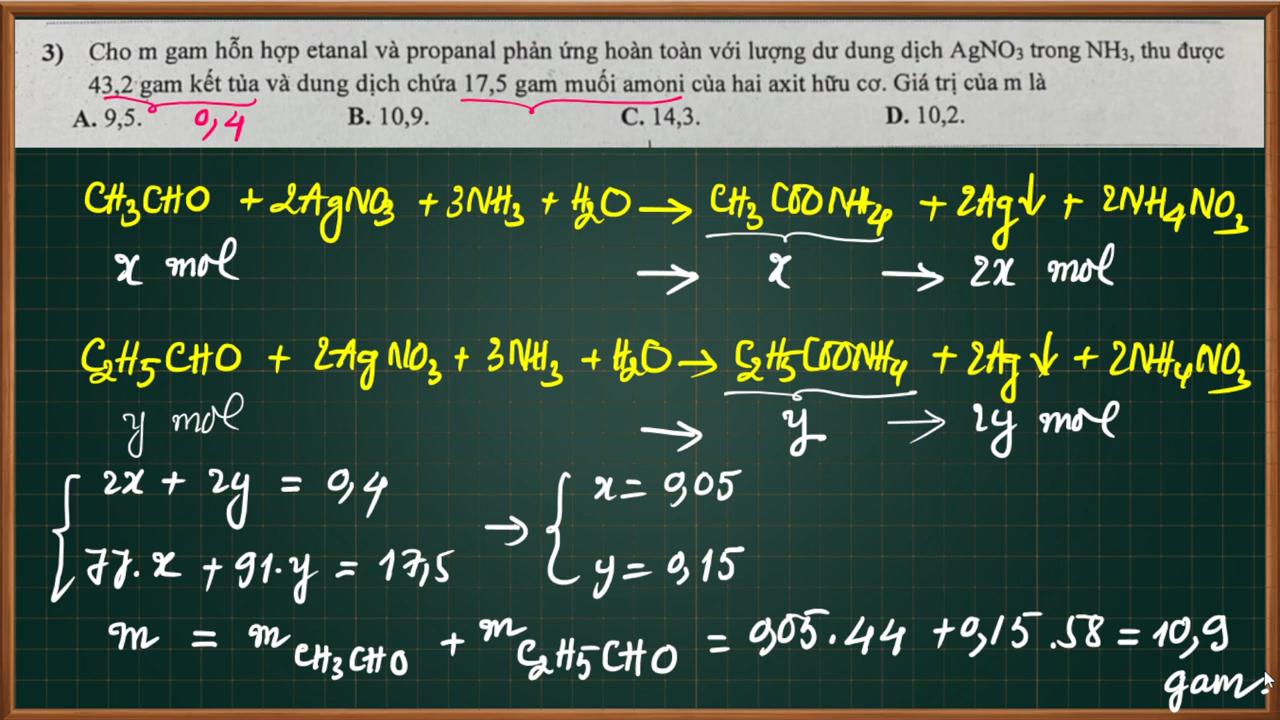 3) Cho m gam hỗn hợp etanal và propanal phản ứng hoàn toàn với lượng dư dung dịch AgNO₃ trong NH₃, thu được
43,2 gam kết tủa và dung dịch chứa 17,5 gam muối amoni của hai axit hữu cơ. Giá trị của m là
A. 9,5. B. 10,9. C. 14,3. D. 10,2.
0,4
CH₃CHO + 2AgNO₃ + 3NH₃ + H₂O → CH₃COONH₄ + 2Ag↓ + 2NH₄NO₃
x mol → x → 2x mol
C₂H₅CHO + 2AgNO₃ + 3NH₃ + H₂O → C₂H₅COONH₄ + 2Ag↓ + 2NH₄NO₃
y mol → y → 2y mol
2x + 2y = 0,4 → x = 0,05
77.x + 91.y = 17,5 y = 0,15
m = m CH₃CHO + m C₂H₅CHO = 0,05.44 + 0,15.58 = 10,9
gam.